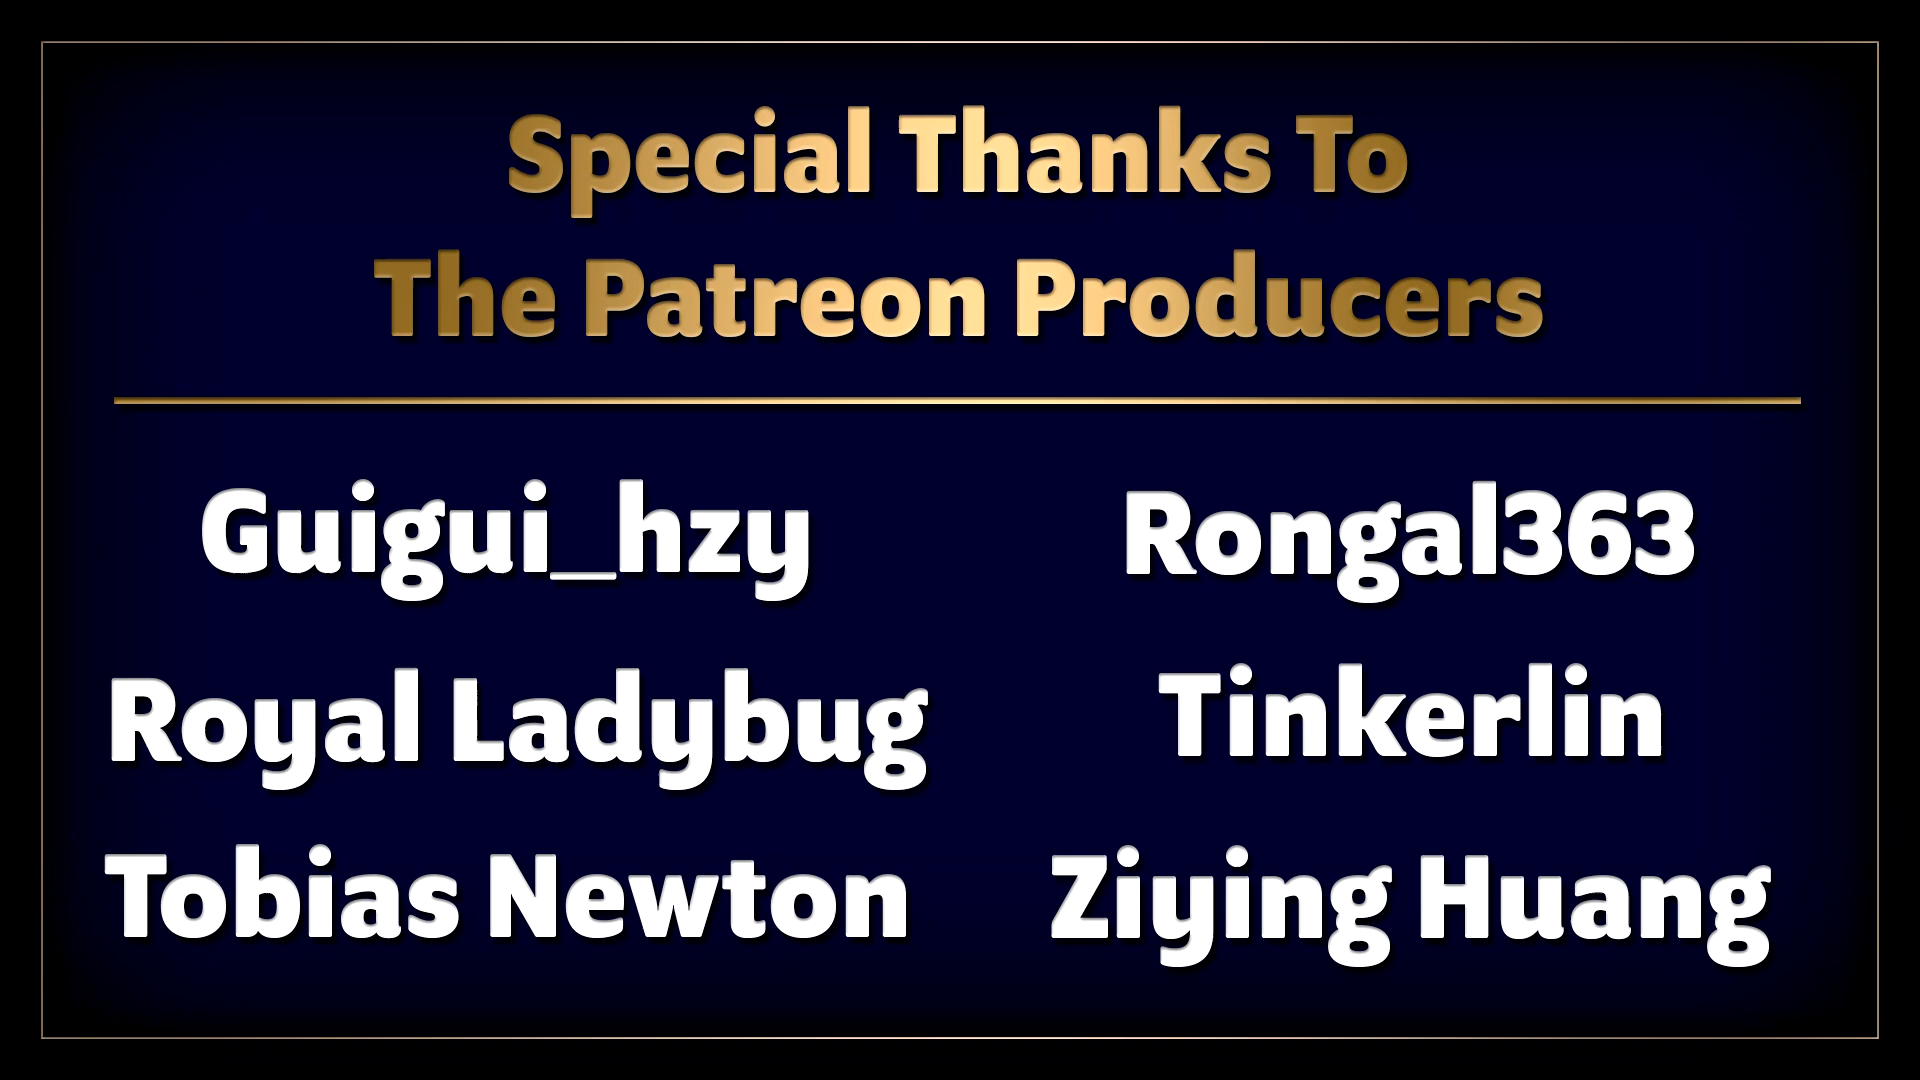 Special Thanks To
The Patreon Producers
Guigui_hzy
Rongal363
Royal Ladybug
Tinkerlin
Tobias Newton
Ziying Huang